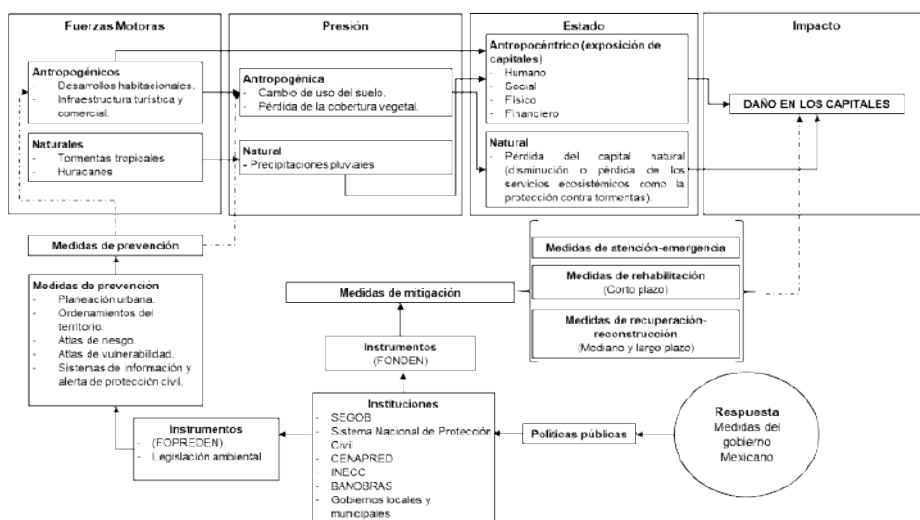 Fuerzas Motoras
Antropogénicos
- Desarrollos habitacionales.
- Infraestructura turística y
comercial.
Naturales
- Tormentas tropicales
- Huracanes
Presión
Antropogénica
- Cambio de uso del suelo.
- Pérdida de la cobertura vegetal.
Natural
- Precipitaciones pluviales
Estado
Antropocéntrico (exposición de
capitales)
- Humano
- Social
- Físico
- Financiero
Natural
- Pérdida del capital natural
(disminución o pérdida de los
servicios ecosistémicos como la
protección contra tormentas).
Impacto
DAÑO EN LOS CAPITALES
Medidas de prevención
Medidas de prevención
- Planeación urbana.
- Ordenamientos del
territorio.
- Atlas de riesgo.
- Atlas de vulnerabilidad.
- Sistemas de información y
alerta de protección civil.
Instrumentos
- (FOPREDEN).
- Legislación ambiental
Medidas de mitigación
Instrumentos
(FONDEN)
Instituciones
- SEGOB
- Sistema Nacional de Protección
Civil
- CENAPRED
- INECC
- BANOBRAS
- Gobiernos locales y
municipales
Medidas de atención-emergencia
Medidas de rehabilitación
(Corto plazo)
Medidas de recuperación-
reconstrucción
(Mediano y largo plazo)
Políticas públicas
Respuesta
Medidas del
gobierno
Mexicano